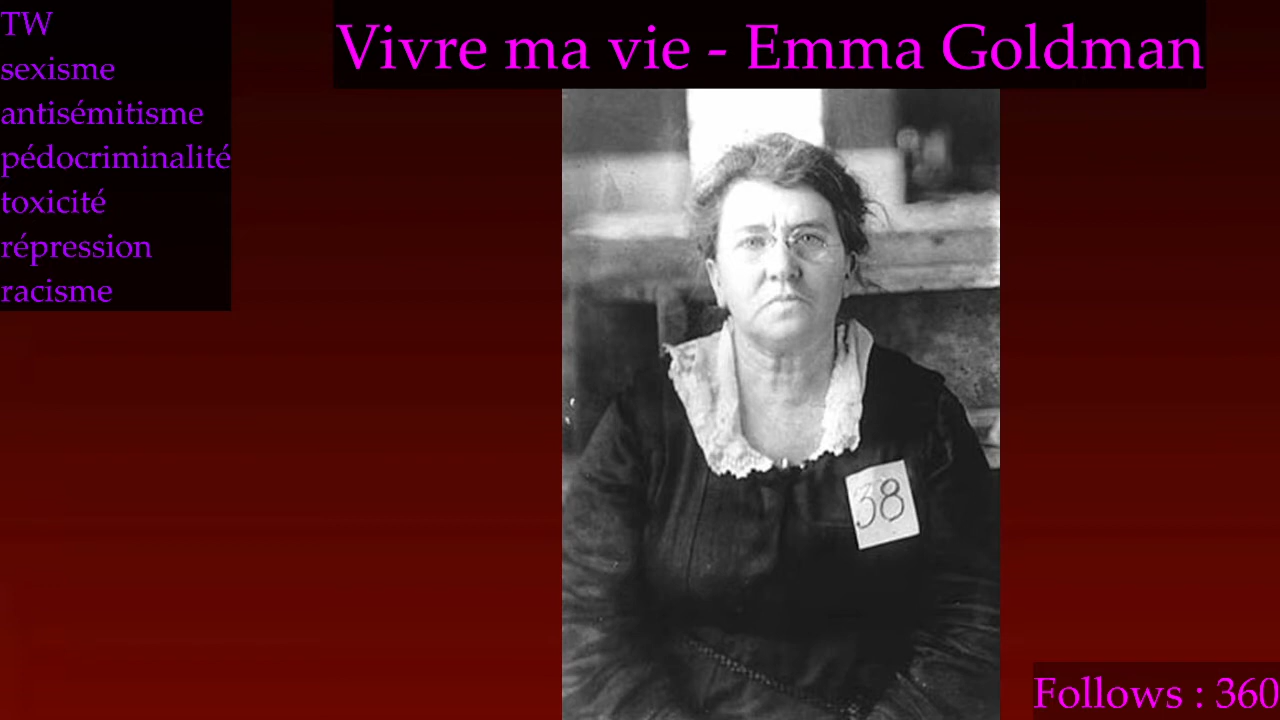 TW
sexisme
antisémitisme
pédocriminalité
toxicité
répression
racisme
Vivre ma vie - Emma Goldman
38
Follows : 360